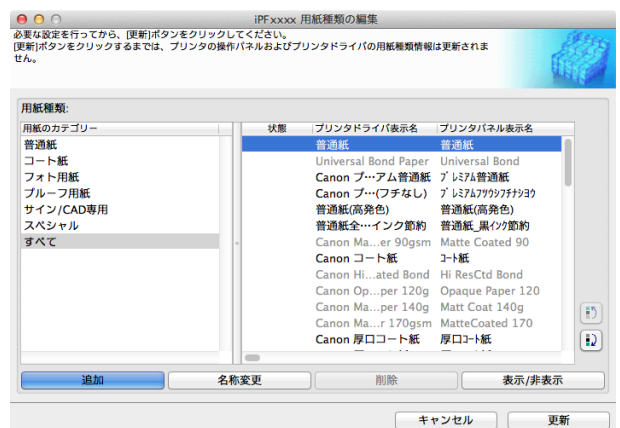 iPFxxxx 用紙種類の編集
必要な設定を行ってから、[更新]ボタンをクリックしてください。
[更新]ボタンをクリックするまでは、プリンタの操作パネルおよびプリンタドライバの用紙種類情報は更新されま
せん。
用紙種類:
用紙のカテゴリー 状態 プリンタドライバ表示名 プリンタパネル表示名
普通紙 普通紙 普通紙
コート紙 Universal Bond Paper Universal Bond
フォト用紙 Canon プ…アム普通紙 プレミアム普通紙
プルーフ用紙 Canon プ…(フチなし) プレミアムフツウシフチナシヨウ
サイン/CAD専用 普通紙(高発色) 普通紙(高発色)
スペシャル 普通紙全…インク節約 普通紙_黒インク節約
すべて Canon Ma...er 90gsm Matte Coated 90
Canon コート紙 コート紙
Canon Hi...ated Bond Hi ResCtd Bond
Canon Op...per 120g Opaque Paper 120
Canon Ma...per 140g Matt Coat 140g
Canon Ma...r 170gsm MatteCoated 170
Canon 厚口コート紙 厚口コート紙
追加 名称変更 削除 表示/非表示
キャンセル 更新